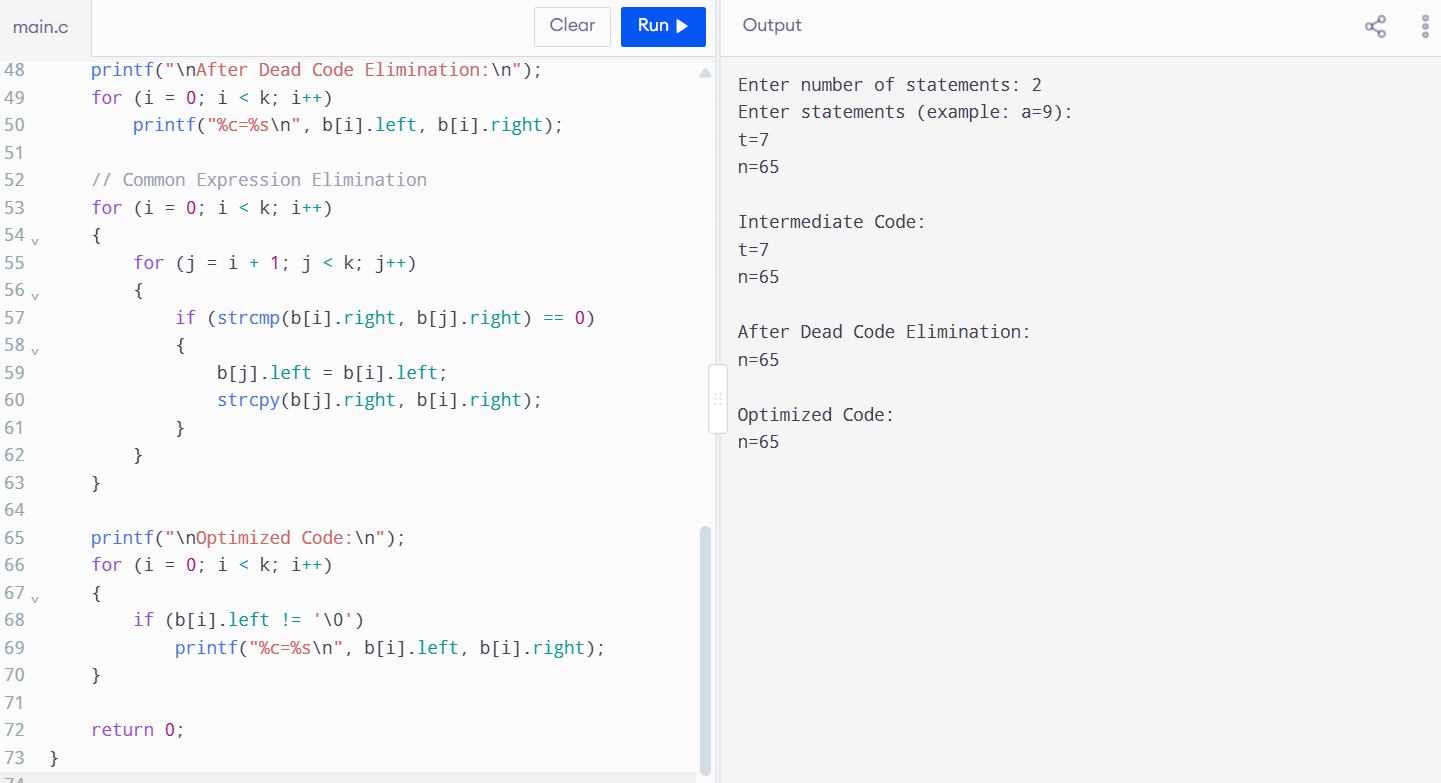 main.c
Clear
Run
48 printf("\nAfter Dead Code Elimination:\n");
49 for (i = 0; i < k; i++)
50 printf("%c=%s\n", b[i].left, b[i].right);
51
52 // Common Expression Elimination
53 for (i = 0; i < k; i++)
54 {
55 for (j = i + 1; j < k; j++)
56 {
57 if (strcmp(b[i].right, b[j].right) == 0)
58 {
59 b[j].left = b[i].left;
60 strcpy(b[j].right, b[i].right);
61 }
62 }
63 }
64
65 printf("\nOptimized Code:\n");
66 for (i = 0; i < k; i++)
67 {
68 if (b[i].left != '\0')
69 printf("%c=%s\n", b[i].left, b[i].right);
70 }
71
72 return 0;
73 }
74
Output
Enter number of statements: 2
Enter statements (example: a=9):
t=7
n=65

Intermediate Code:
t=7
n=65

After Dead Code Elimination:
n=65

Optimized Code:
n=65